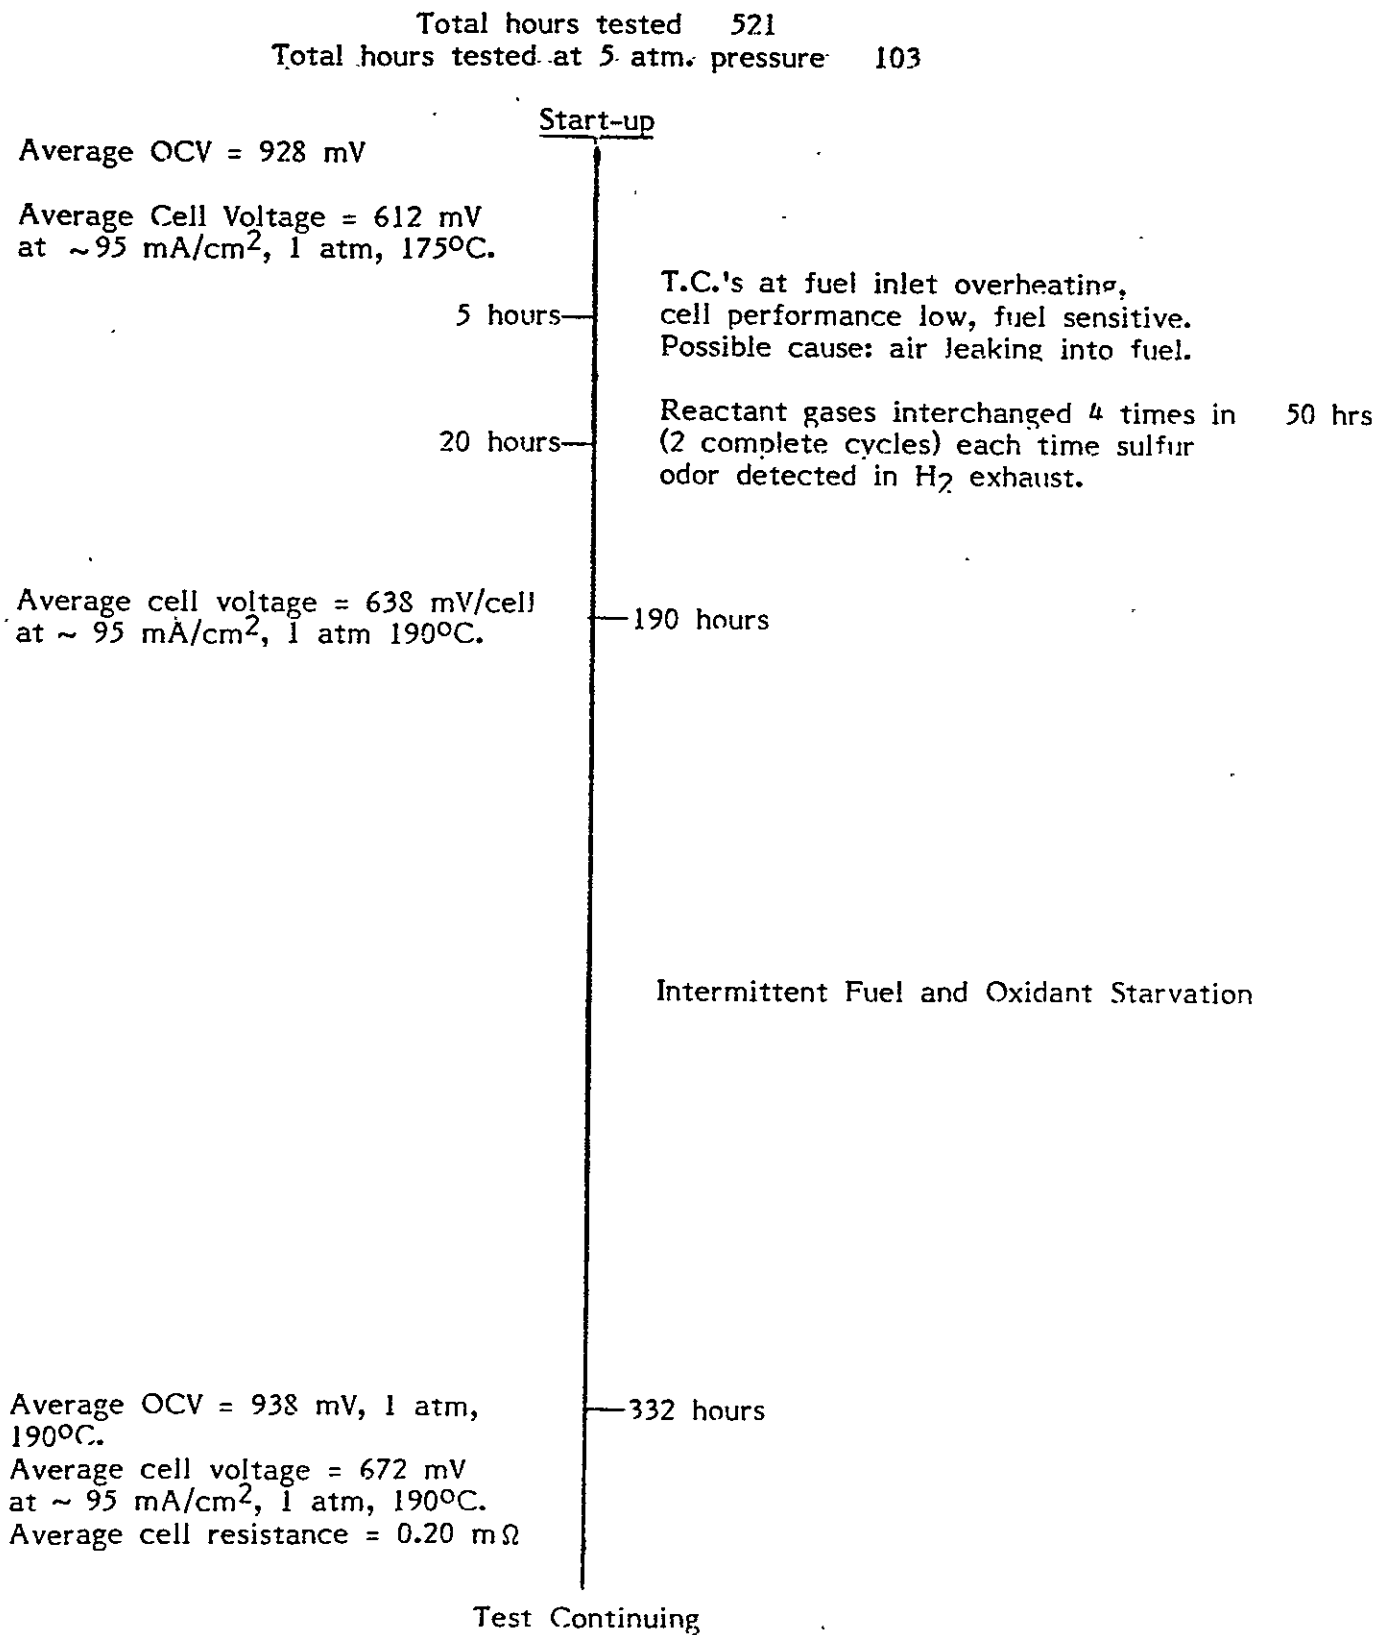 Total hours tested 521
Total hours tested at 5 atm. pressure 103
Start-up
Average OCV = 928 mV
Average Cell Voltage = 612 mV
at ~95 mA/cm², 1 atm, 175°C.
5 hours
T.C.'s at fuel inlet overheating,
cell performance low, fuel sensitive.
Possible cause: air leaking into fuel.
20 hours
Reactant gases interchanged 4 times in 50 hrs
(2 complete cycles) each time sulfur
odor detected in H₂ exhaust.
Average cell voltage = 638 mV/cell
at ~ 95 mA/cm², 1 atm 190°C.
190 hours
Intermittent Fuel and Oxidant Starvation
Average OCV = 938 mV, 1 atm,
190°C.
332 hours
Average cell voltage = 672 mV
at ~ 95 mA/cm², 1 atm, 190°C.
Average cell resistance = 0.20 mΩ
Test Continuing